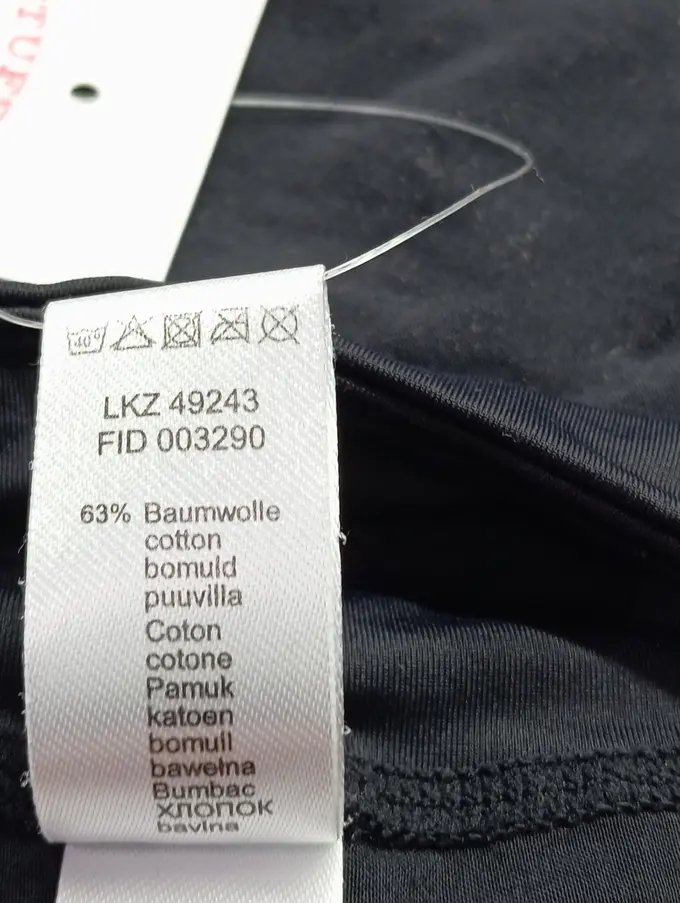 40°
LKZ 49243
FID 003290
63% Baumwolle
cotton
bomuld
puuvilla
Coton
cotone
Pamuk
katoen
bomull
bawełna
Bumbac
хлопок
bavlna